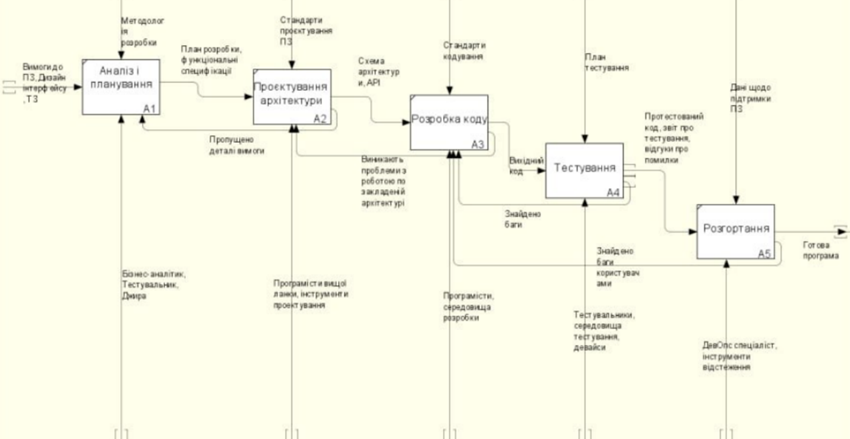 Методолог
ія
розробки
Стандарти
проєктування
ПЗ
Стандарти
кодування
План
тестування
Дані щодо
підтримки
ПЗ
Вимоги до
ПЗ, Дизайн
інтерфейсу
, ТЗ
Аналіз і
планування
A1
План розробки,
функціональні
специфікації
Проєктування
архітектури
A2
Схема
архітектур
и, API
Розробка коду
A3
Пропущено
деталі вимоги
Виникають
проблеми з
роботою по
закладеній
архітектурі
Вихідний
код
Тестування
A4
Протестований
код, звіт про
тестування,
відгуки про
помилки
Знайдено
баги
Розгортання
A5
Готова
програма
Знайдено
баги
користувач
ами
Бізнес-аналітик,
Тестувальник,
Джира
Програмісти вищої
ланки, інструменти
проектування
Програмісти,
середовища
розробки
Тестувальники,
середовища
тестування,
девайси
ДевОпс спеціаліст,
інструменти
відстеження